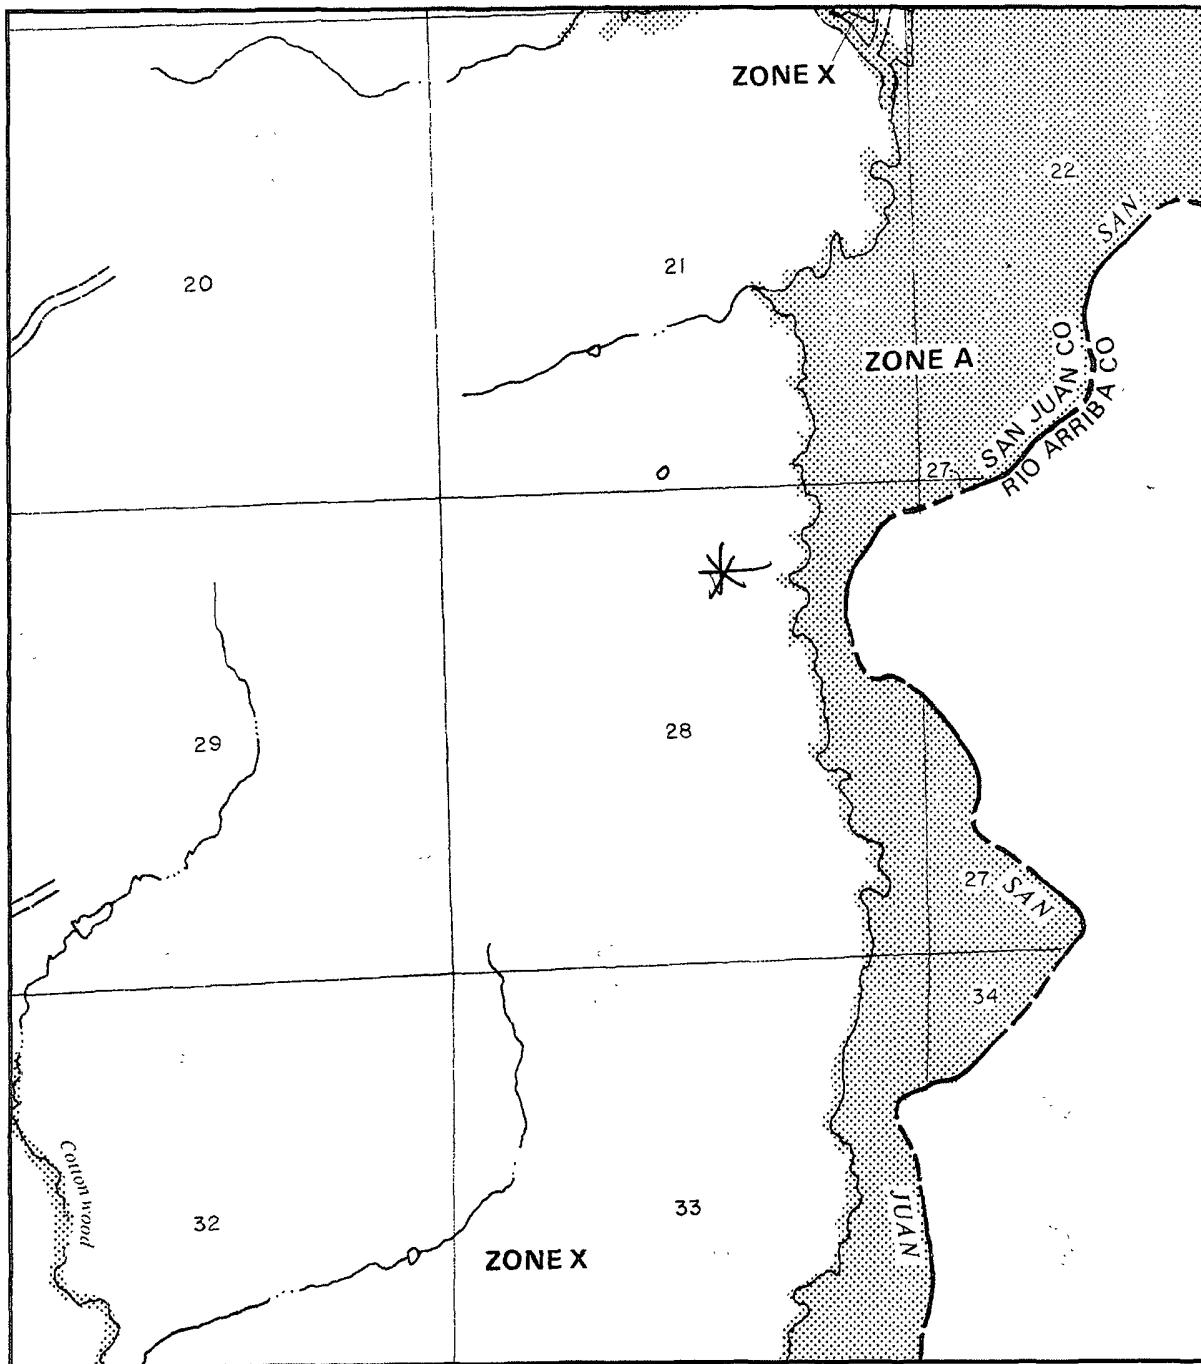 ZONE X
22
SAN
20
21
ZONE A
SAN JUAN CO
RIO ARRIBA CO
27
29
28
27
SAN
34
Cottonwood
32
33
JUAN
ZONE X